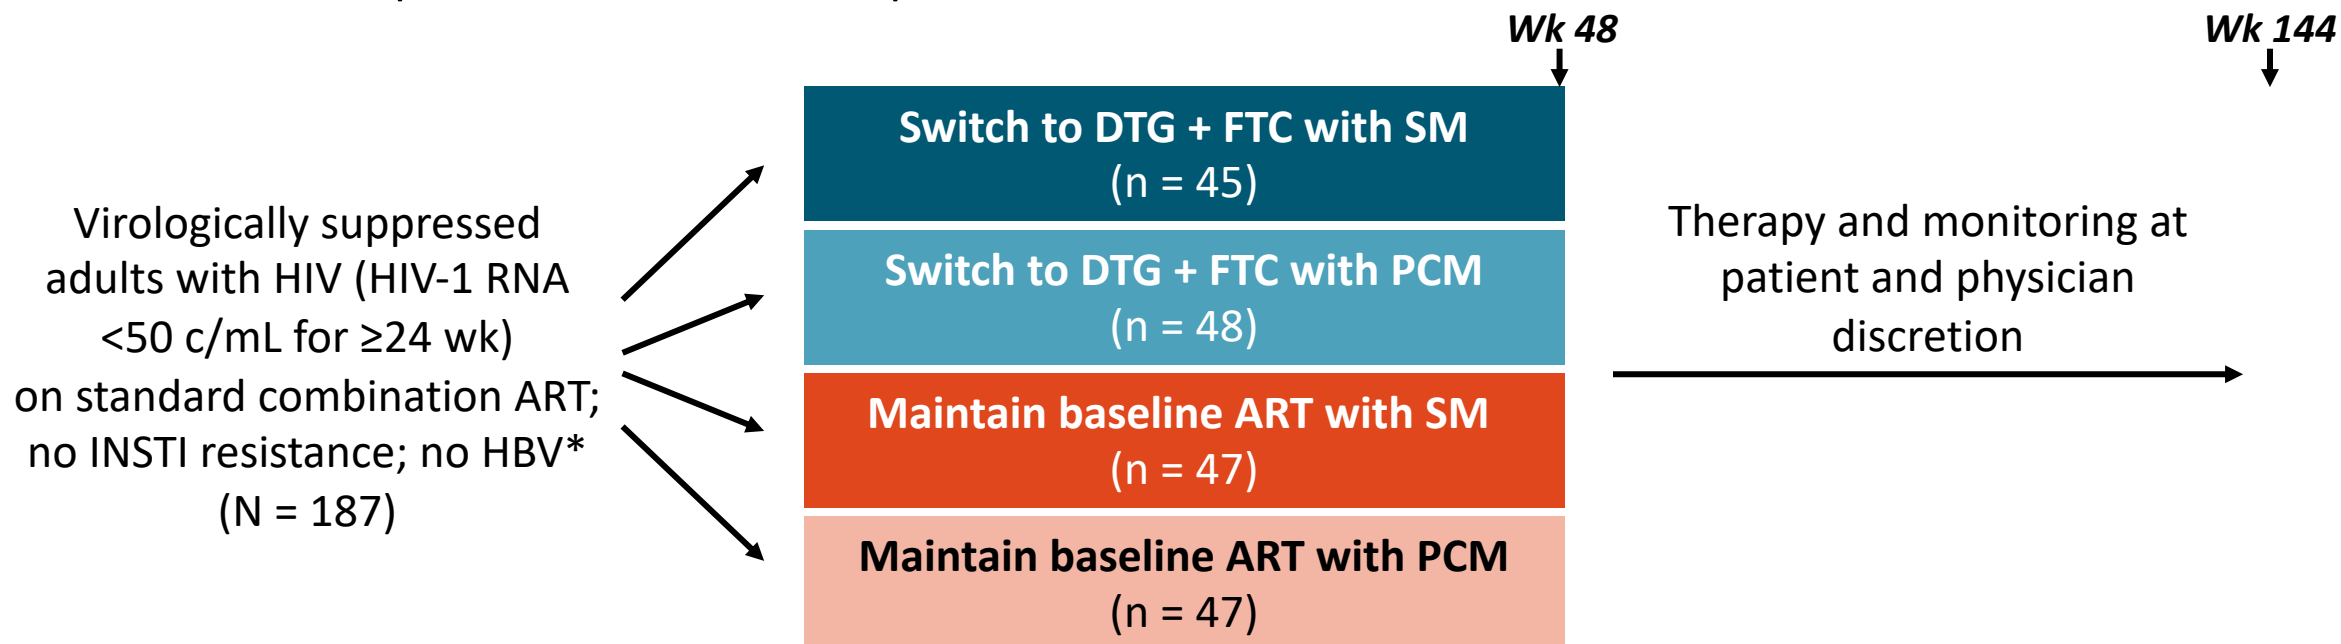 Wk 48
Wk 144
Switch to DTG + FTC with SM
(n = 45)
Switch to DTG + FTC with PCM
(n = 48)
Maintain baseline ART with SM
(n = 47)
Maintain baseline ART with PCM
(n = 47)
Virologically suppressed
adults with HIV (HIV-1 RNA
<50 c/mL for ≥24 wk)
on standard combination ART;
no INSTI resistance; no HBV*
(N = 187)
Therapy and monitoring at
patient and physician
discretion